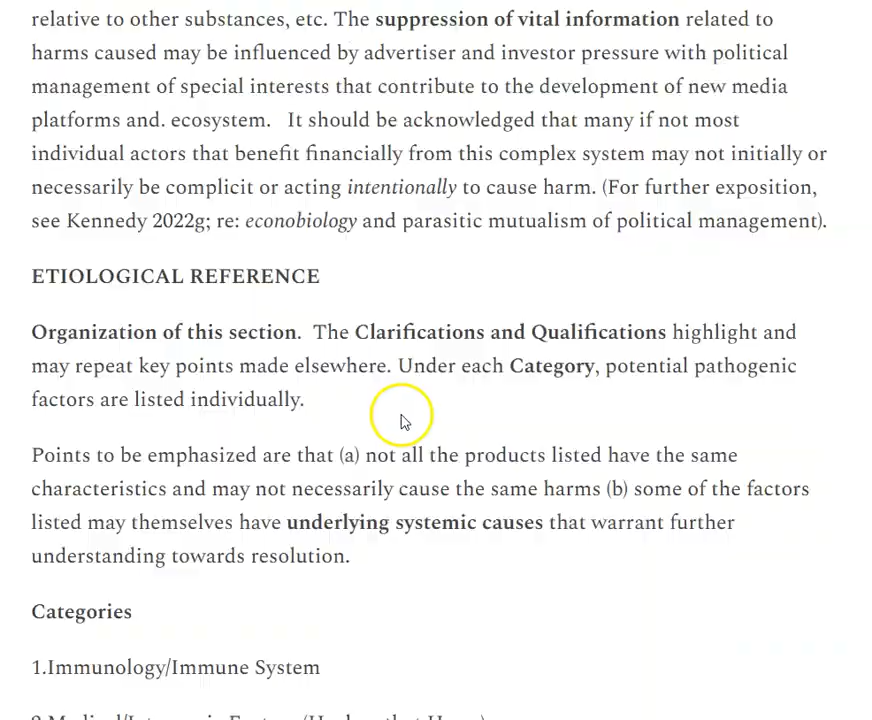 relative to other substances, etc. The suppression of vital information related to
harms caused may be influenced by advertiser and investor pressure with political
management of special interests that contribute to the development of new media
platforms and. ecosystem. It should be acknowledged that many if not most
individual actors that benefit financially from this complex system may not initially or
necessarily be complicit or acting intentionally to cause harm. (For further exposition,
see Kennedy 2022g; re: econobiology and parasitic mutualism of political management).
ETIOLOGICAL REFERENCE
Organization of this section. The Clarifications and Qualifications highlight and
may repeat key points made elsewhere. Under each Category, potential pathogenic
factors are listed individually.
Points to be emphasized are that (a) not all the products listed have the same
characteristics and may not necessarily cause the same harms (b) some of the factors
listed may themselves have underlying systemic causes that warrant further
understanding towards resolution.
Categories
1.Immunology/Immune System